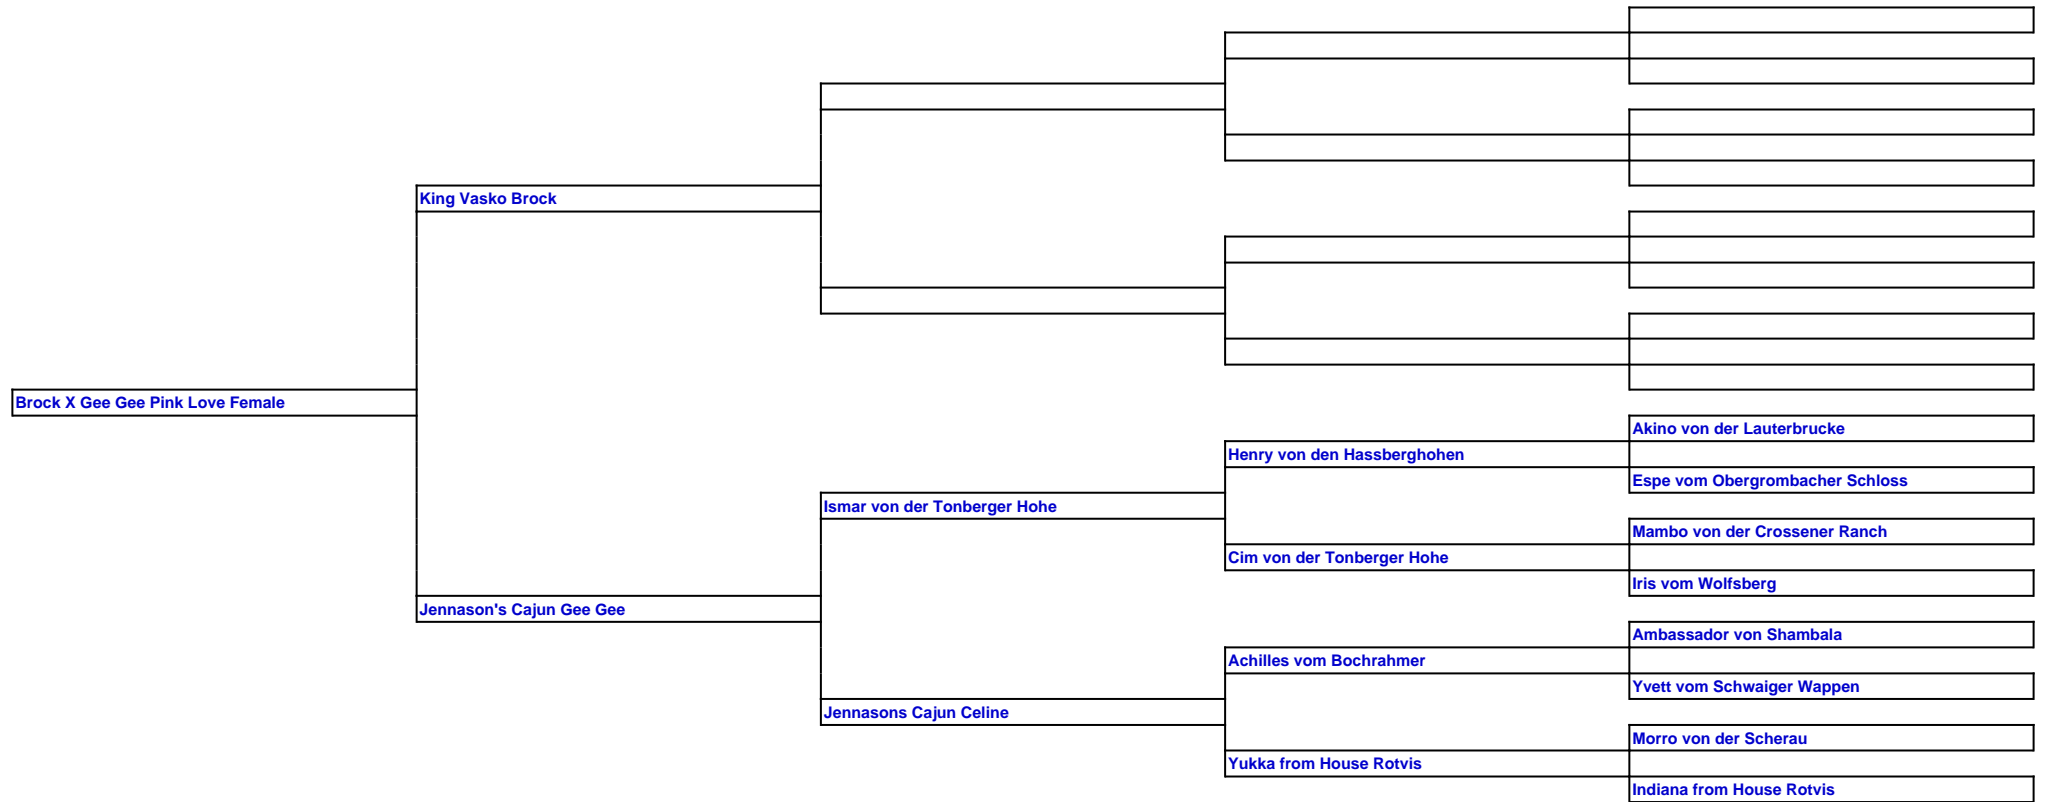 King Vasko Brock
Brock X Gee Gee Pink Love Female
Akino von der Lauterbrucke
Henry von den Hassberghohen
Espe vom Obergrombacher Schloss
Ismar von der Tonberger Hohe
Mambo von der Crossener Ranch
Cim von der Tonberger Hohe
Iris vom Wolfsberg
Jennason's Cajun Gee Gee
Ambassador von Shambala
Achilles vom Bochrahmer
Yvett vom Schwaiger Wappen
Jennasons Cajun Celine
Morro von der Scherau
Yukka from House Rotvis
Indiana from House Rotvis